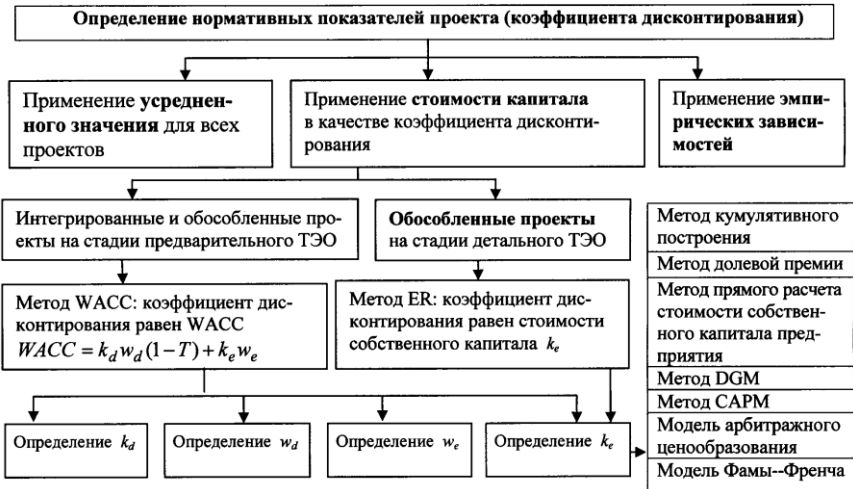 Определение нормативных показателей проекта (коэффициента дисконтирования)
Применение усреднен-
ного значения для всех
проектов
Применение стоимости капитала
в качестве коэффициента дисконти-
рования
Применение эмпи-
рических зависи-
мостей
Интегрированные и обособленные про-
екты на стадии предварительного ТЭО
Обособленные проекты
на стадии детального ТЭО
Метод WACC: коэффициент дис-
контирования равен WACC
WACC = k_d w_d (1 − T) + k_e w_e
Метод ER: коэффициент дис-
контирования равен стоимости
собственного капитала k_e
Определение k_d
Определение w_d
Определение w_e
Определение k_e
Метод кумулятивного
построения
Метод долевой премии
Метод прямого расчета
стоимости собствен-
ного капитала пред-
приятия
Метод DGM
Метод CAPM
Модель арбитражного
ценообразования
Модель Фамы--Френча